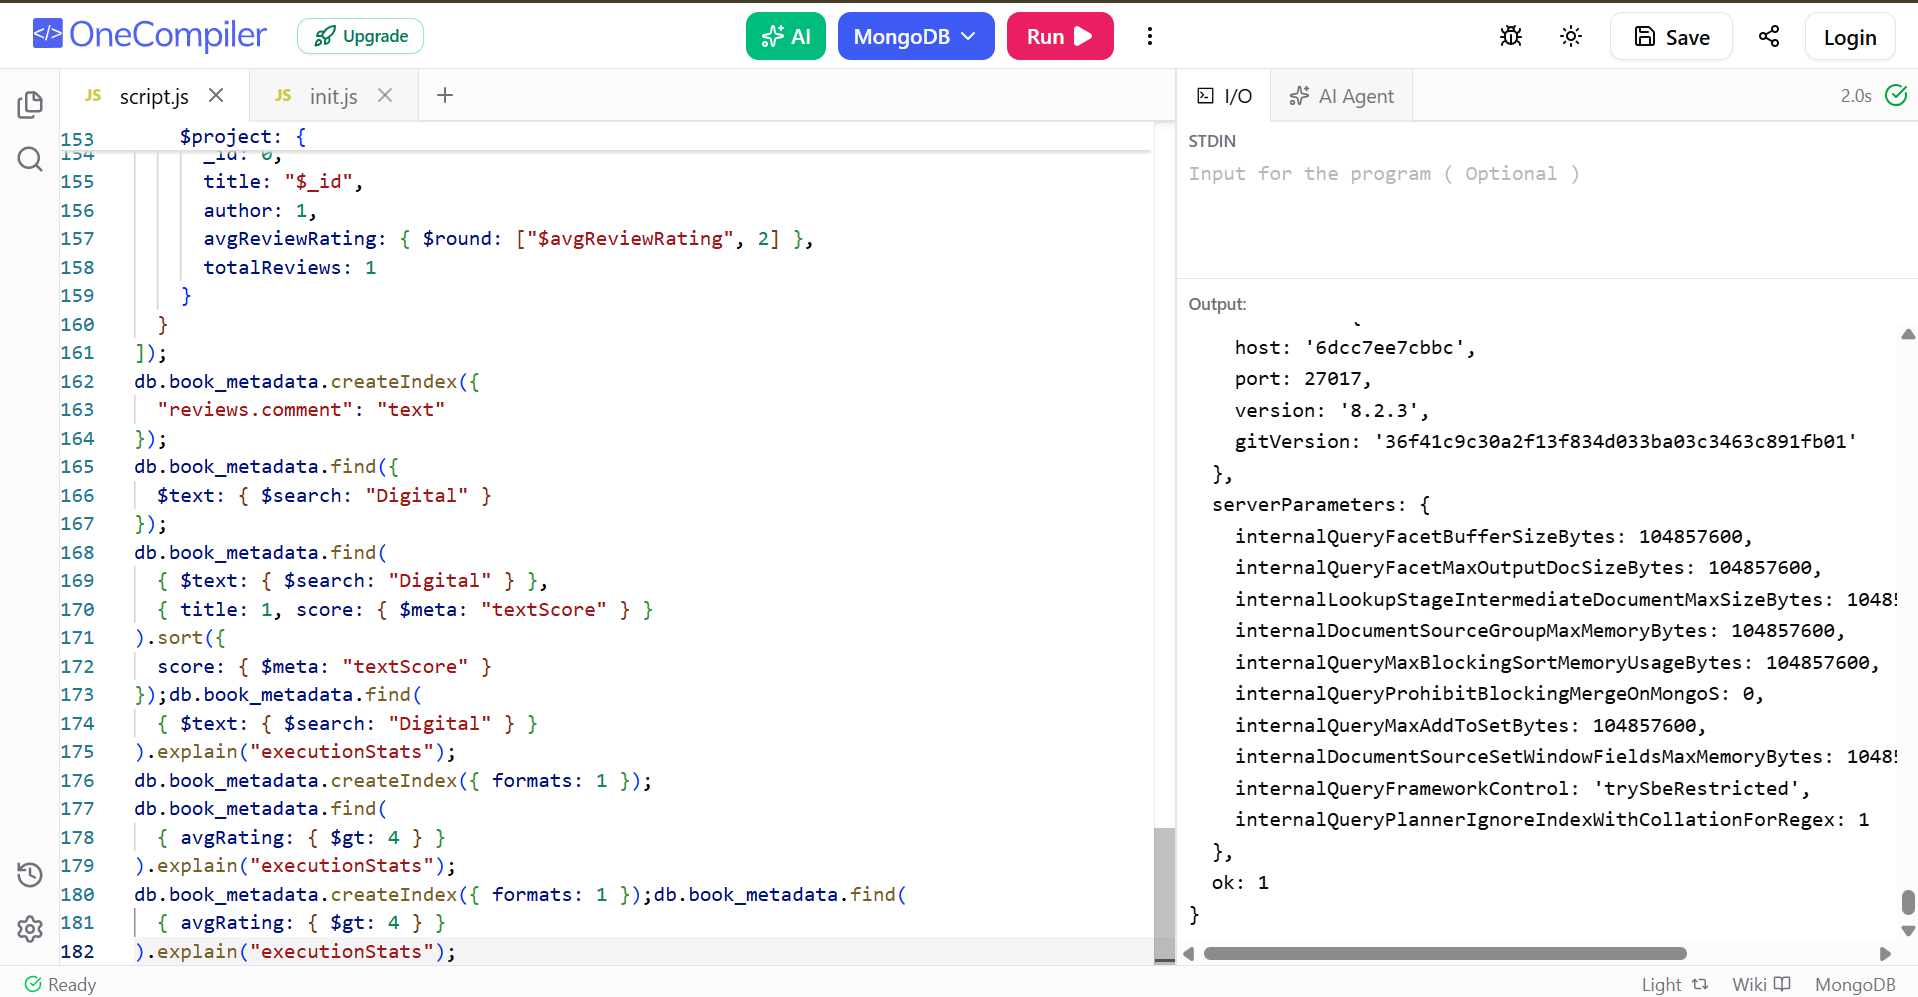 </> OneCompiler
Upgrade
AI
MongoDB
Run
Save
Login
JS script.js
JS init.js
I/O
AI Agent
2.0s
153 $project: {
154 _id: 0,
155 title: "$_id",
156 author: 1,
157 avgReviewRating: { $round: ["$avgReviewRating", 2] },
158 totalReviews: 1
159 }
160 }
161 ]);
162 db.book_metadata.createIndex({
163 "reviews.comment": "text"
164 });
165 db.book_metadata.find({
166 $text: { $search: "Digital" }
167 });
168 db.book_metadata.find(
169 { $text: { $search: "Digital" } },
170 { title: 1, score: { $meta: "textScore" } }
171 ).sort({
172 score: { $meta: "textScore" }
173 });db.book_metadata.find(
174 { $text: { $search: "Digital" } }
175 ).explain("executionStats");
176 db.book_metadata.createIndex({ formats: 1 });
177 db.book_metadata.find(
178 { avgRating: { $gt: 4 } }
179 ).explain("executionStats");
180 db.book_metadata.createIndex({ formats: 1 });db.book_metadata.find(
181 { avgRating: { $gt: 4 } }
182 ).explain("executionStats");
STDIN
Input for the program ( Optional )
Output:
host: '6dcc7ee7cbbc',
port: 27017,
version: '8.2.3',
gitVersion: '36f41c9c30a2f13f834d033ba03c3463c891fb01'
},
serverParameters: {
internalQueryFacetBufferSizeBytes: 104857600,
internalQueryFacetMaxOutputDocSizeBytes: 104857600,
internalLookupStageIntermediateDocumentMaxSizeBytes: 1048
internalDocumentSourceGroupMaxMemoryBytes: 104857600,
internalQueryMaxBlockingSortMemoryUsageBytes: 104857600,
internalQueryProhibitBlockingMergeOnMongoS: 0,
internalQueryMaxAddToSetBytes: 104857600,
internalDocumentSourceSetWindowFieldsMaxMemoryBytes: 1048
internalQueryFrameworkControl: 'trySbeRestricted',
internalQueryPlannerIgnoreIndexWithCollationForRegex: 1
},
ok: 1
}
Ready
Light
Wiki
MongoDB